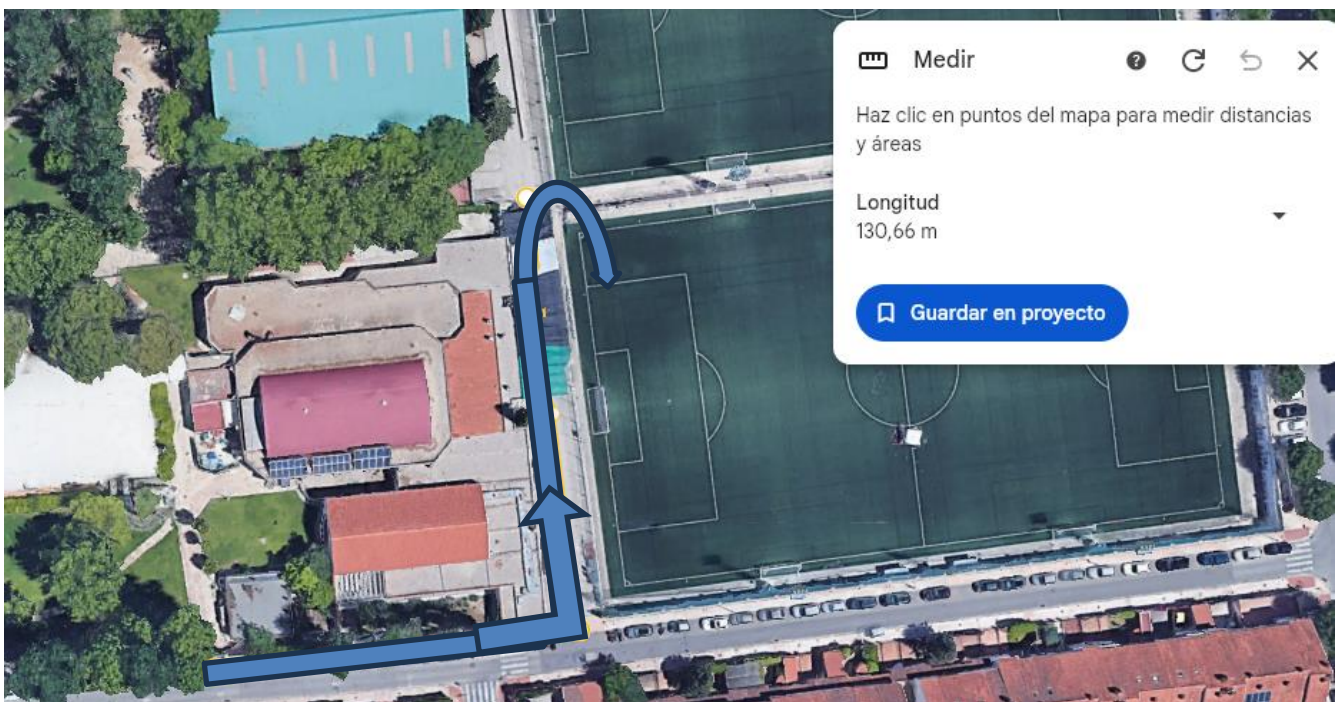 Medir
Haz clic en puntos del mapa para medir distancias
y áreas
Longitud
130,66 m
Guardar en proyecto